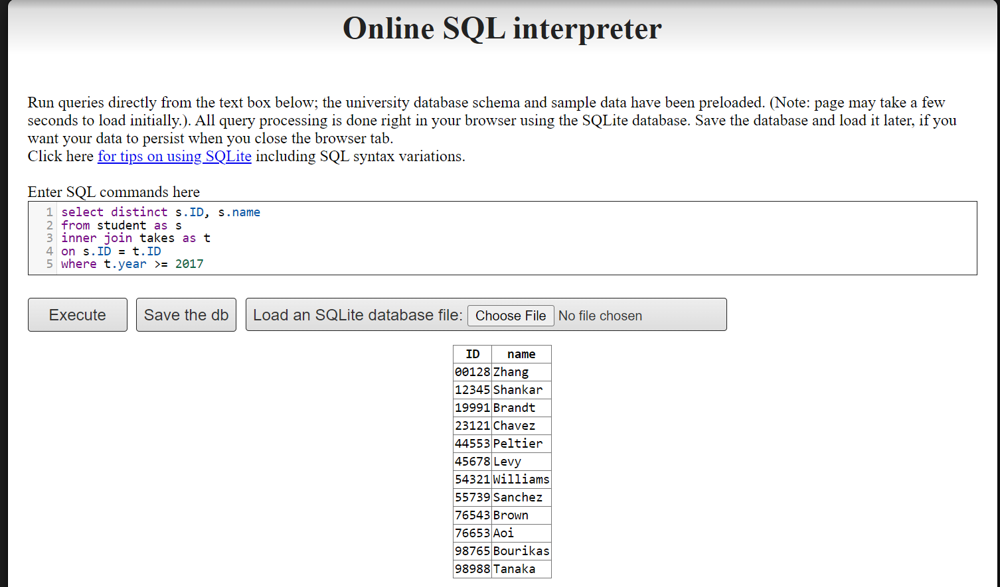 Online SQL interpreter
Run queries directly from the text box below; the university database schema and sample data have been preloaded. (Note: page may take a few
seconds to load initially.). All query processing is done right in your browser using the SQLite database. Save the database and load it later, if you
want your data to persist when you close the browser tab.
Click here for tips on using SQLite including SQL syntax variations.
Enter SQL commands here
1 select distinct s.ID, s.name
2 from student as s
3 inner join takes as t
4 on s.ID = t.ID
5 where t.year >= 2017
Execute Save the db Load an SQLite database file: Choose File No file chosen
ID name
00128 Zhang
12345 Shankar
19991 Brandt
23121 Chavez
44553 Peltier
45678 Levy
54321 Williams
55739 Sanchez
76543 Brown
76653 Aoi
98765 Bourikas
98988 Tanaka